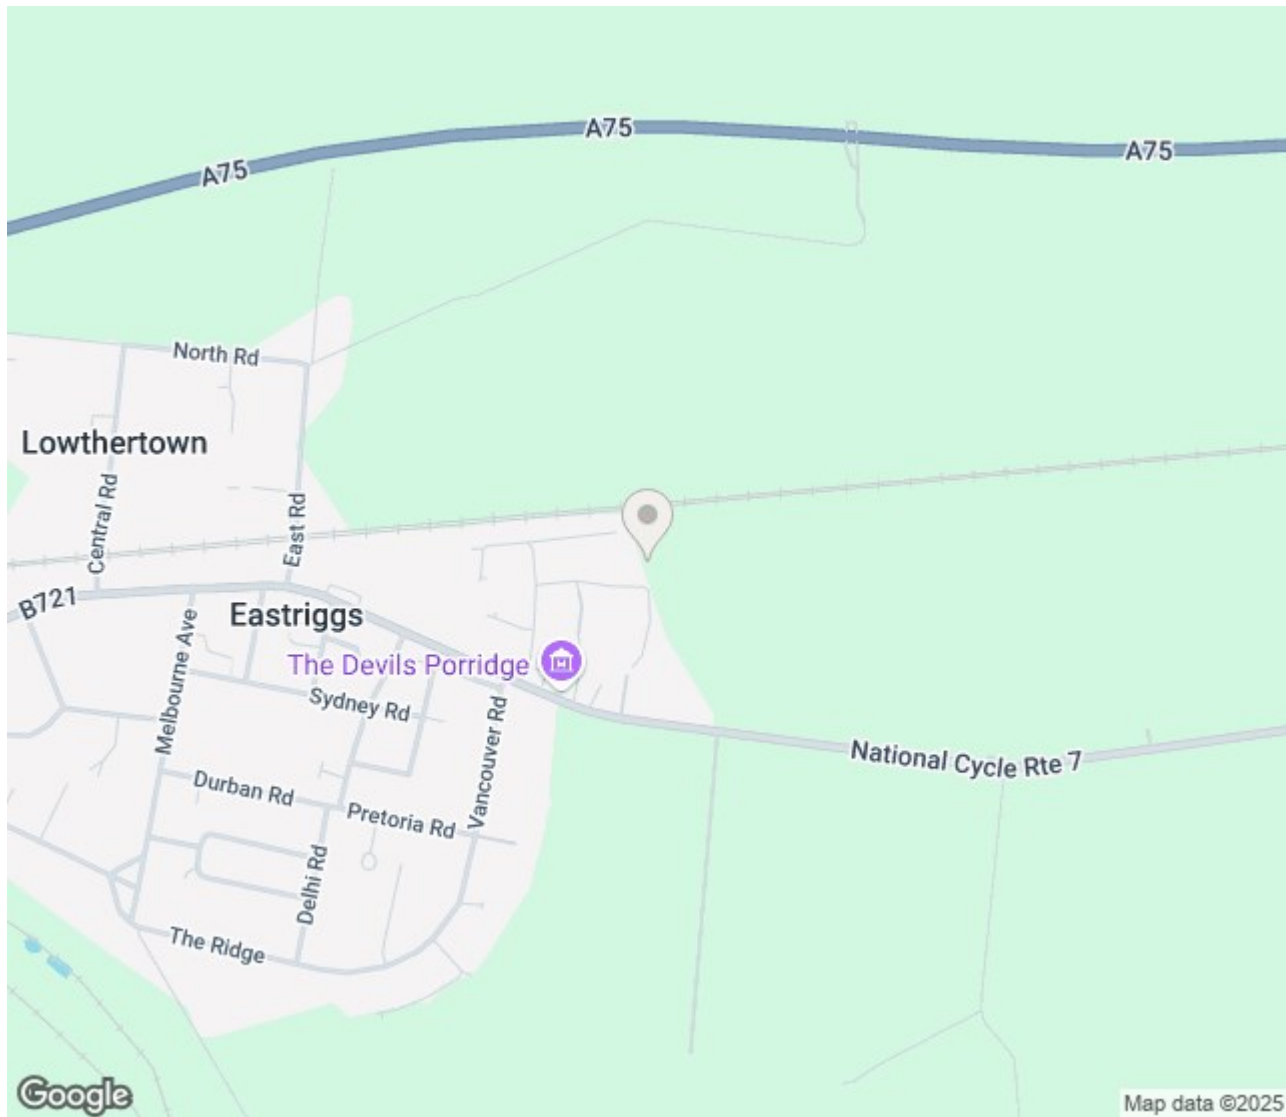 A75
A75
A75
North Rd
Lowthertown
Central Rd
East Rd
B721
Eastriggs
Melbourne Ave
The Devils Porridge
Sydney Rd
Vancouver Rd
National Cycle Rte 7
Durban Rd
Pretoria Rd
Delhi Rd
The Ridge
Google
Map data ©2025